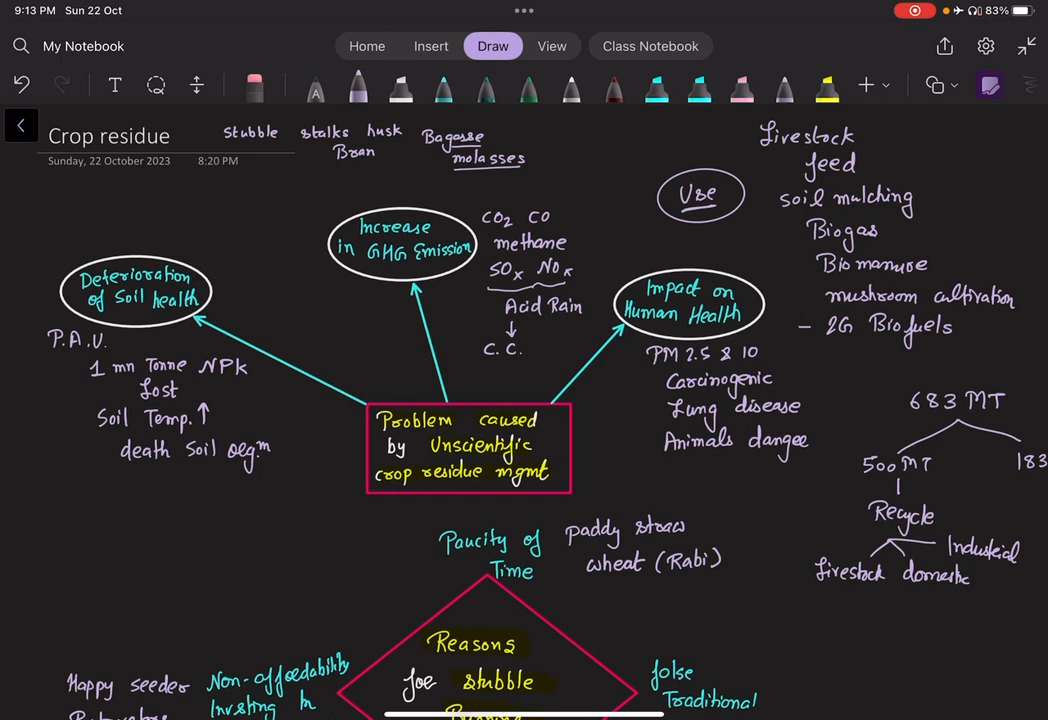 9:13 PM Sun 22 Oct
83%
My Notebook
Home Insert Draw View Class Notebook
T
A
Crop residue
Sunday, 22 October 2023 8:20 PM
Stubble stalks husk
Bran
Bagasse
molasses
Livestock
feed
Soil mulching
Biogas
Bio manure
mushroom cultivation
- 2G Biofuels
Use
Increase
in GHG Emission
CO2 CO
methane
SOx NOx
Acid Rain
C.C.
Deterioration
of Soil health
P.A.U.
1 mn Tonne NPK
Lost
Soil Temp.↑
death Soil orgm
Impact on
Human Health
PM 2.5 & 10
Carcinogenic
Lung disease
Animals danger
Problem caused
by Unscientific
crop residue mgmt
683 MT
500 MT
183
Recycle
Industrial
Livestock domestic
Paucity of
Time
Paddy straw
wheat (Rabi)
Reasons
for stubble
Burning
Happy seeder
Rotavator
Non-affordability
Investing In
false
Traditional